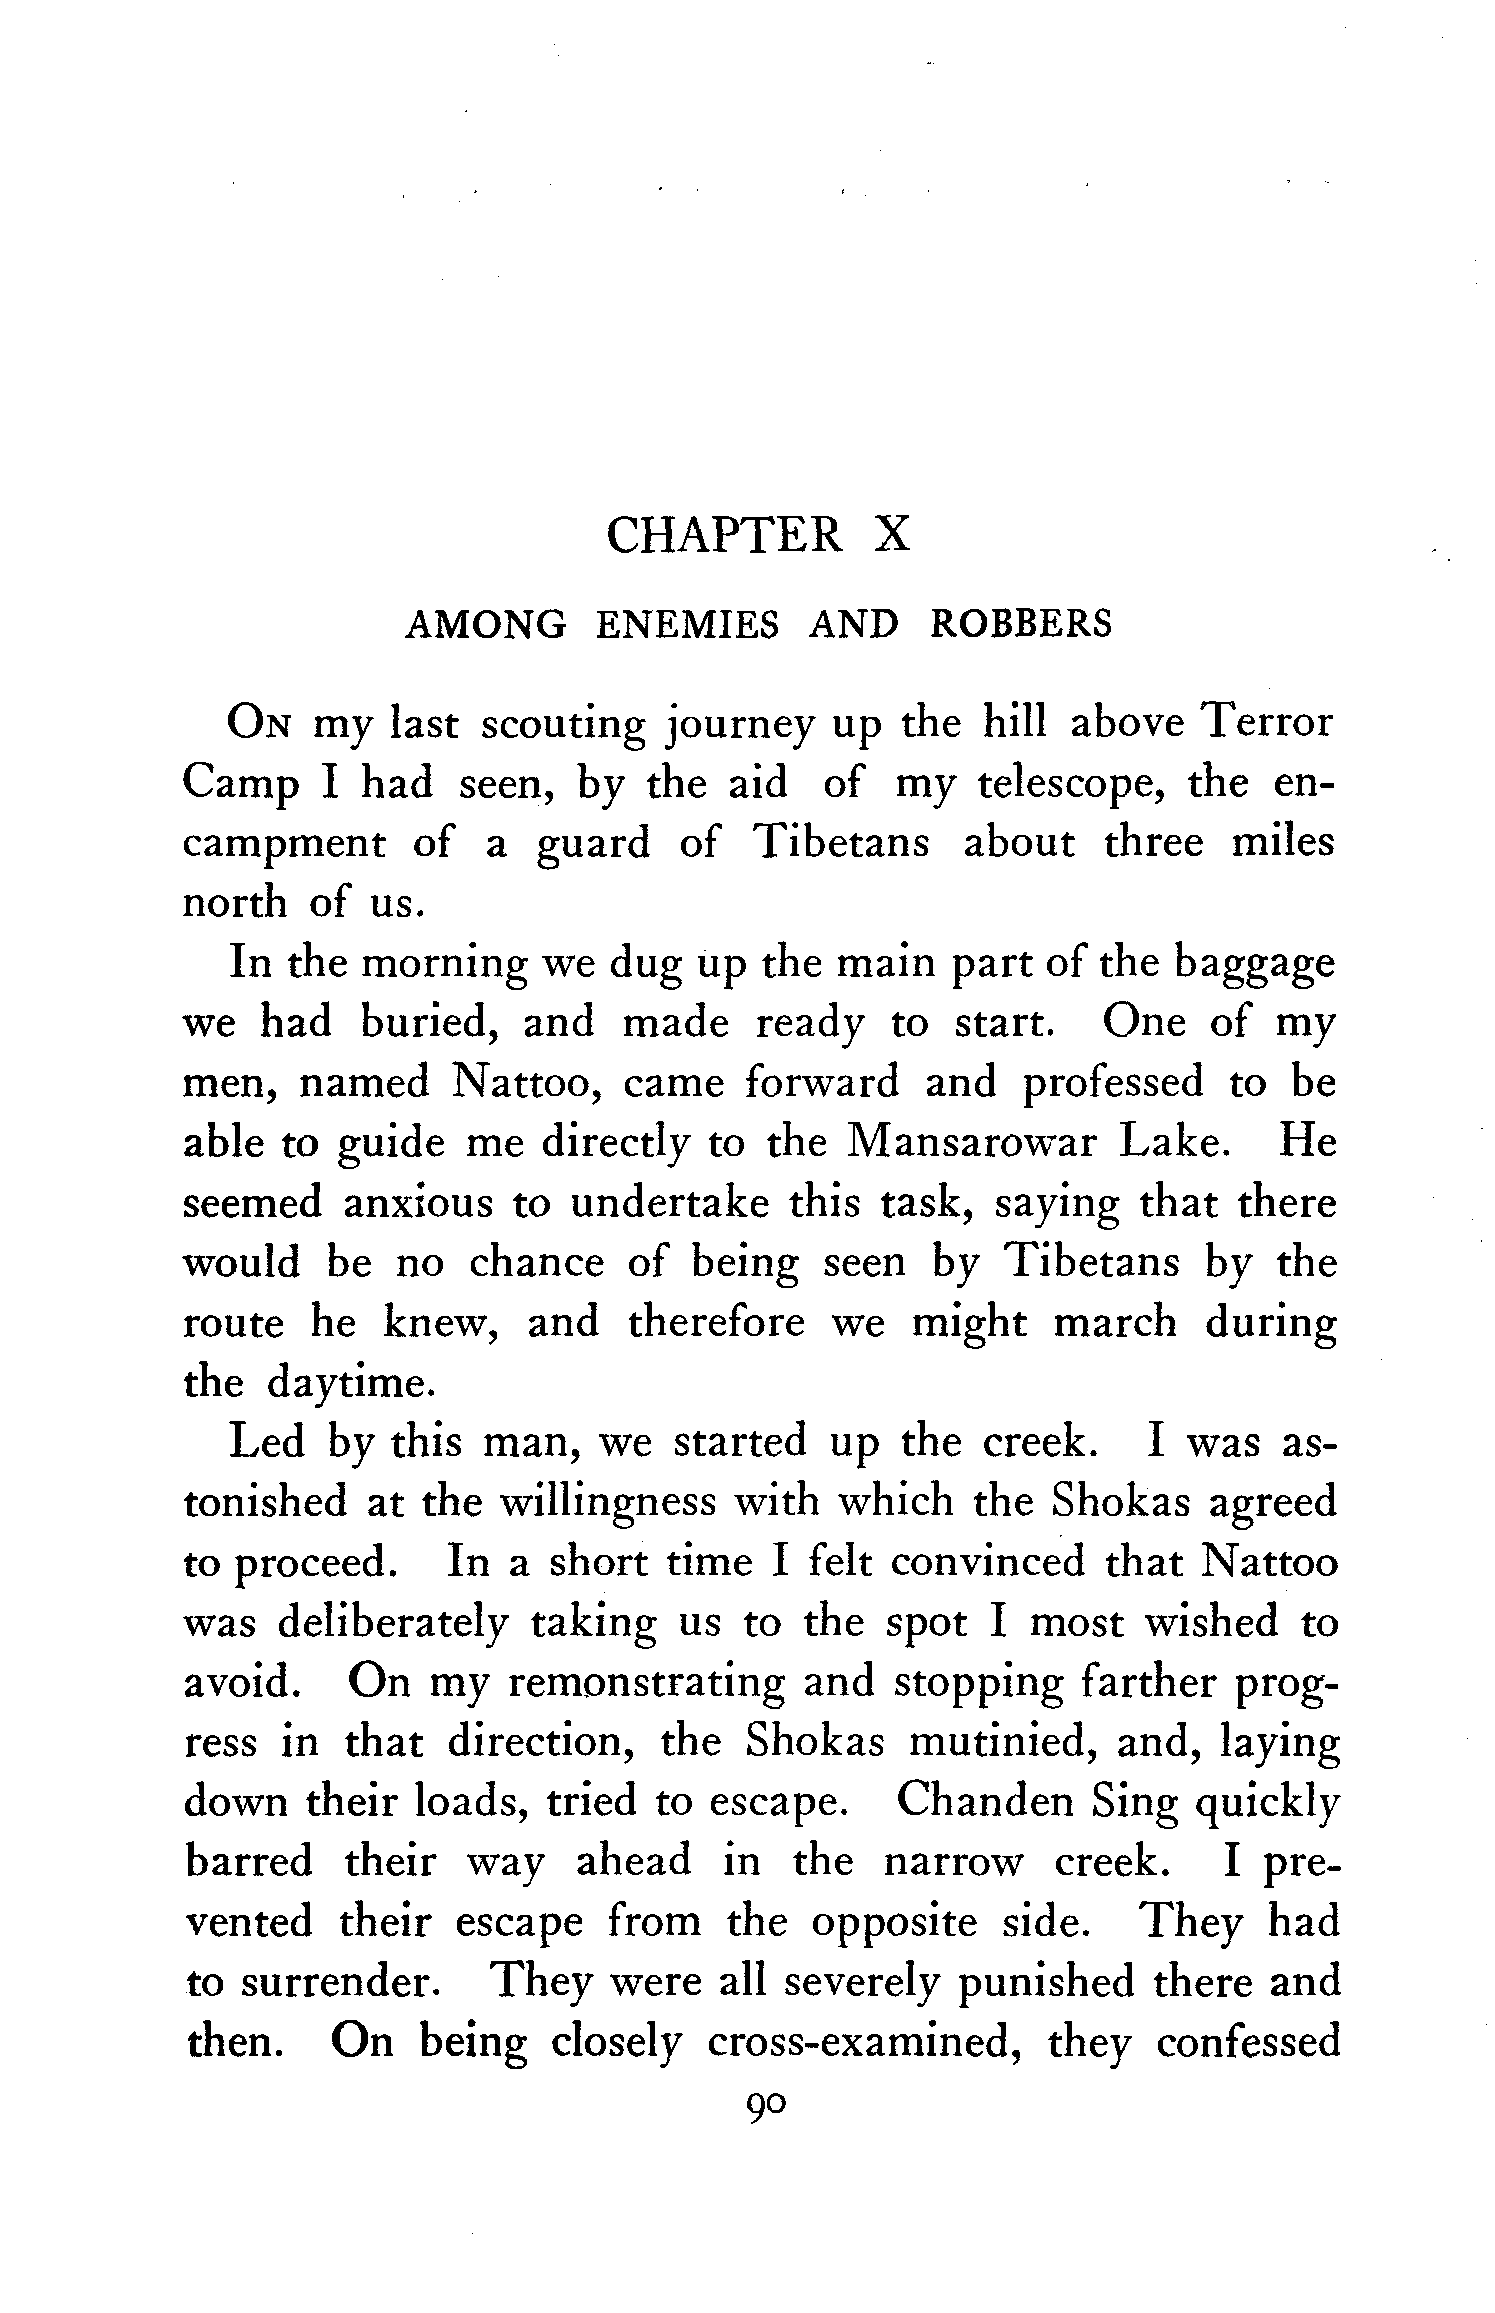 CHAPTER X
AMONG ENEMIES AND ROBBERS
ON my last scouting journey up the hill above Terror
Camp I had seen, by the aid of my telescope, the en-
campment of a guard of Tibetans about three miles
north of us.
In the morning we dug up the main part of the baggage
we had buried, and made ready to start. One of my
men, named Nattoo, came forward and professed to be
able to guide me directly to the Mansarowar Lake. He
seemed anxious to undertake this task, saying that there
would be no chance of being seen by Tibetans by the
route he knew, and therefore we might march during
the daytime.
Led by this man, we started up the creek. I was as-
tonished at the willingness with which the Shokas agreed
to proceed. In a short time I felt convinced that Nattoo
was deliberately taking us to the spot I most wished to
avoid. On my remonstrating and stopping farther prog-
ress in that direction, the Shokas mutinied, and, laying
down their loads, tried to escape. Chanden Sing quickly
barred their way ahead in the narrow creek. I pre-
vented their escape from the opposite side. They had
to surrender. They were all severely punished there and
then. On being closely cross-examined, they confessed
90